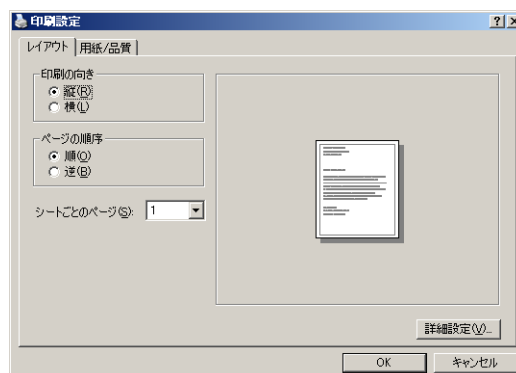 印刷設定
レイアウト 用紙/品質
印刷の向き
縦(R)
横(L)
ページの順序
順(O)
逆(B)
シートごとのページ(S): 1
詳細設定(V)...
OK キャンセル